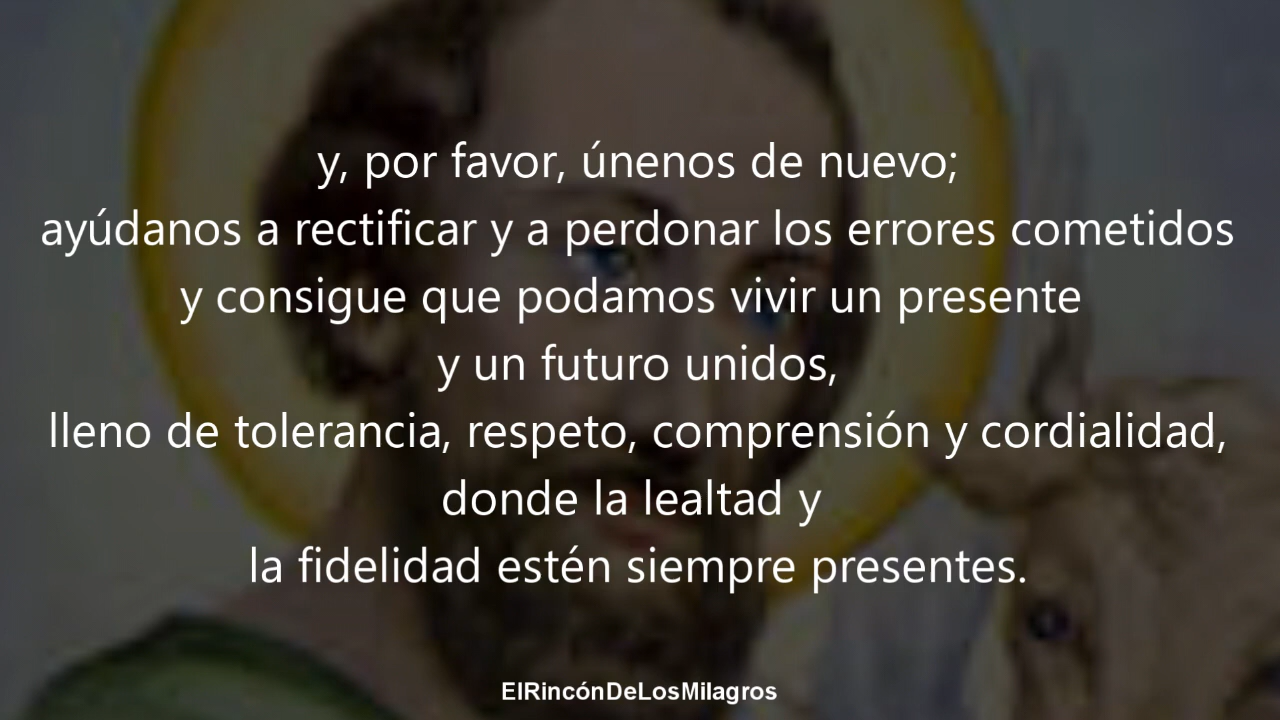 y, por favor, únenos de nuevo;
ayúdanos a rectificar y a perdonar los errores cometidos
y consigue que podamos vivir un presente
y un futuro unidos,
lleno de tolerancia, respeto, comprensión y cordialidad,
donde la lealtad y
la fidelidad estén siempre presentes.
ElRincónDeLosMilagros